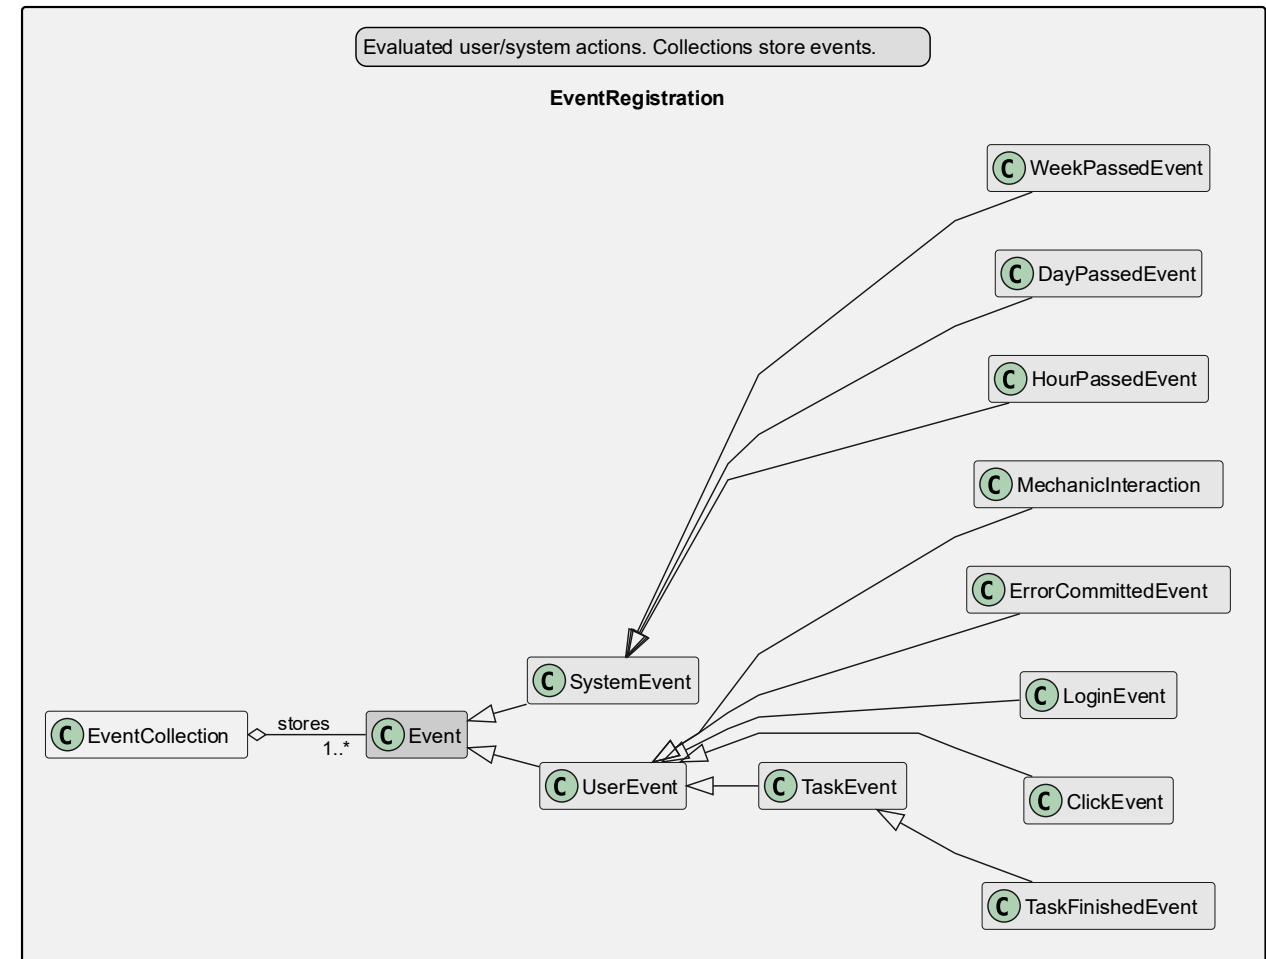 Evaluated user/system actions. Collections store events.
EventRegistration
C WeekPassedEvent
C DayPassedEvent
C HourPassedEvent
C MechanicInteraction
C ErrorCommittedEvent
C SystemEvent
C LoginEvent
C EventCollection
stores
1..*
C Event
C UserEvent
C TaskEvent
C ClickEvent
C TaskFinishedEvent